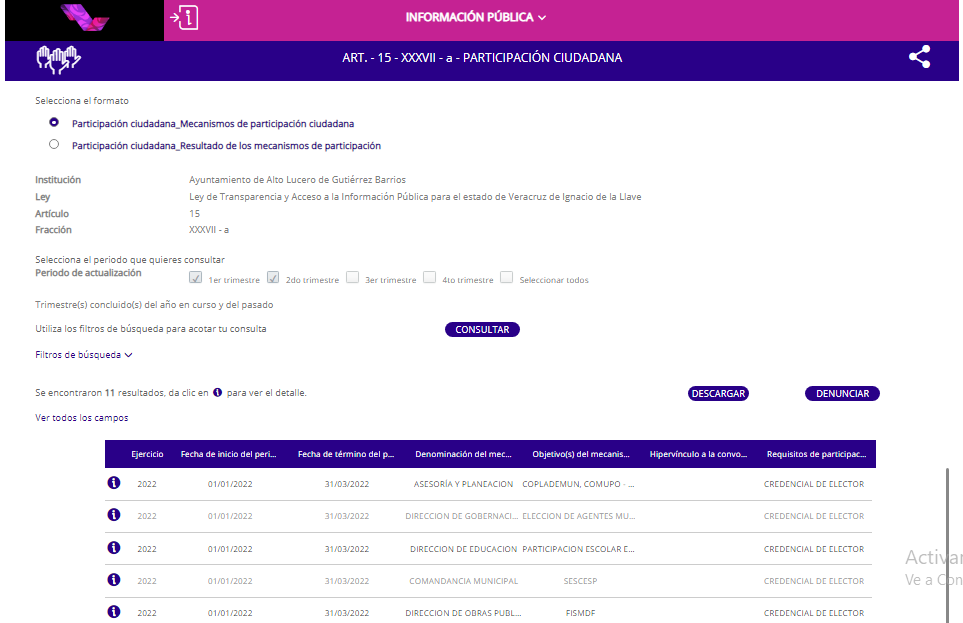 INFORMACIÓN PÚBLICA
ART. - 15 - XXXVII - a - PARTICIPACIÓN CIUDADANA
Selecciona el formato
Participación ciudadana_Mecanismos de participación ciudadana
Participación ciudadana_Resultado de los mecanismos de participación
Institución Ayuntamiento de Alto Lucero de Gutiérrez Barrios
Ley Ley de Transparencia y Acceso a la Información Pública para el estado de Veracruz de Ignacio de la Llave
Artículo 15
Fracción XXXVII - a
Selecciona el periodo que quieres consultar
Periodo de actualización 1er trimestre 2do trimestre 3er trimestre 4to trimestre Seleccionar todos
Trimestre(s) concluido(s) del año en curso y del pasado
Utiliza los filtros de búsqueda para acotar tu consulta CONSULTAR
Filtros de búsqueda
Se encontraron 11 resultados, da clic en i para ver el detalle. DESCARGAR DENUNCIAR
Ver todos los campos
Ejercicio Fecha de inicio del peri... Fecha de término del p... Denominación del mec... Objetivo(s) del mecanis... Hipervínculo a la convo... Requisitos de participac...
2022 01/01/2022 31/03/2022 ASESORÍA Y PLANEACION COPLADEMUN, COMUPO - ... CREDENCIAL DE ELECTOR
2022 01/01/2022 31/03/2022 DIRECCION DE GOBERNACI... ELECCION DE AGENTES MU... CREDENCIAL DE ELECTOR
2022 01/01/2022 31/03/2022 DIRECCION DE EDUCACION PARTICIPACION ESCOLAR E... CREDENCIAL DE ELECTOR
2022 01/01/2022 31/03/2022 COMANDANCIA MUNICIPAL SESCESP CREDENCIAL DE ELECTOR
2022 01/01/2022 31/03/2022 DIRECCION DE OBRAS PUBL... FISMDF CREDENCIAL DE ELECTOR
Activar
Ve a Con